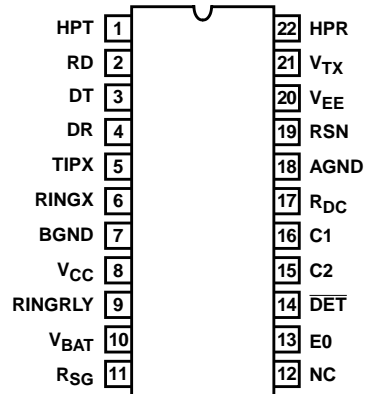 HPT 1 22 HPR
RD 2 21 VTX
DT 3 20 VEE
DR 4 19 RSN
TIPX 5 18 AGND
RINGX 6 17 RDC
BGND 7 16 C1
VCC 8 15 C2
RINGRLY 9 14 DET
VBAT 10 13 E0
RSG 11 12 NC